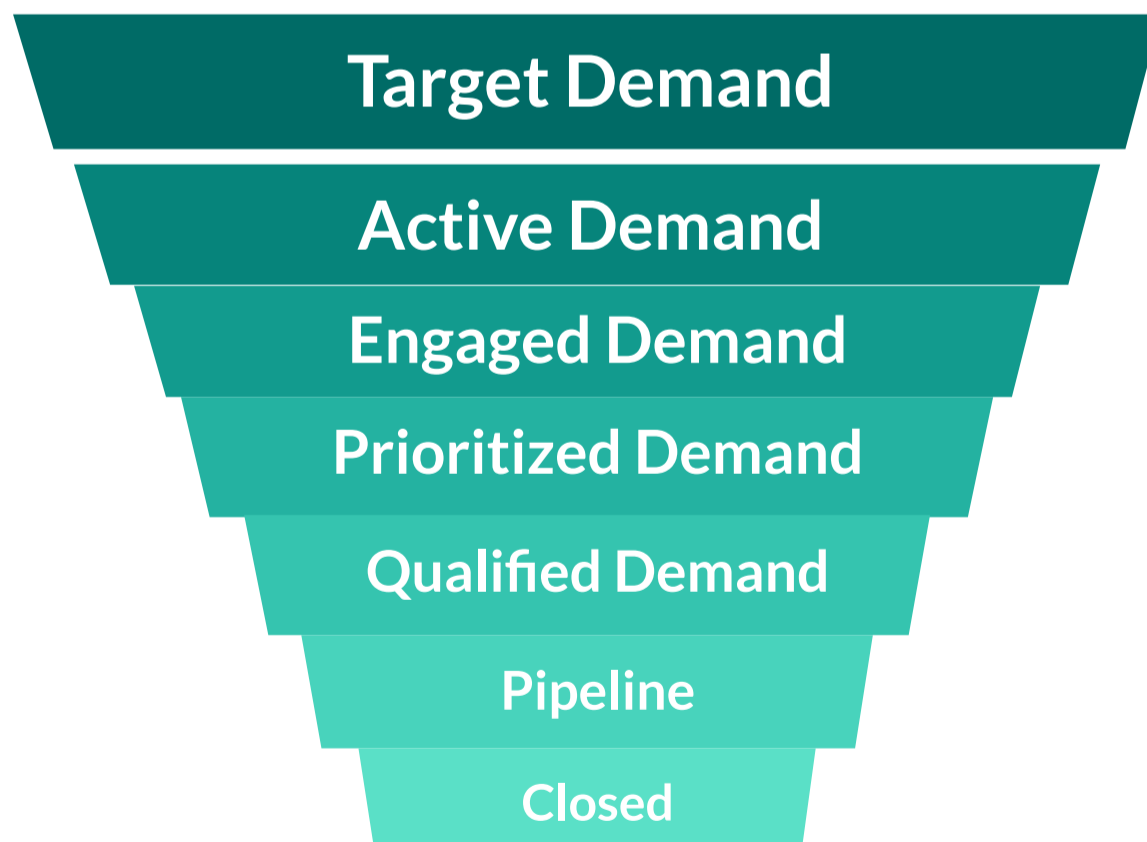 Target Demand
Active Demand
Engaged Demand
Prioritized Demand
Qualified Demand
Pipeline
Closed